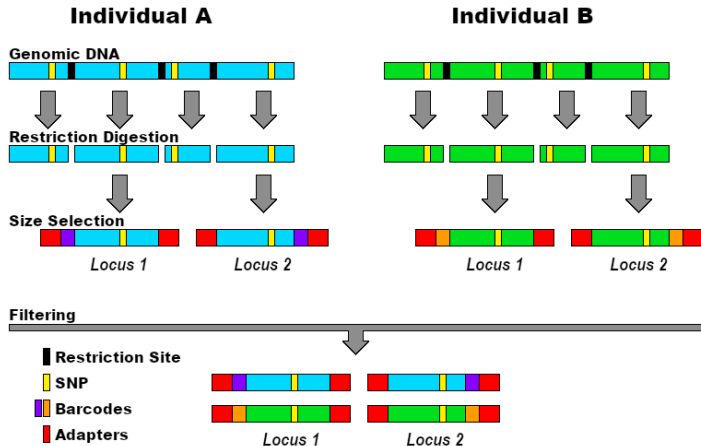 Individual A
Individual B
Genomic DNA
Restriction Digestion
Size Selection
Locus 1
Locus 2
Locus 1
Locus 2
Filtering
Restriction Site
SNP
Barcodes
Adapters
Locus 1
Locus 2